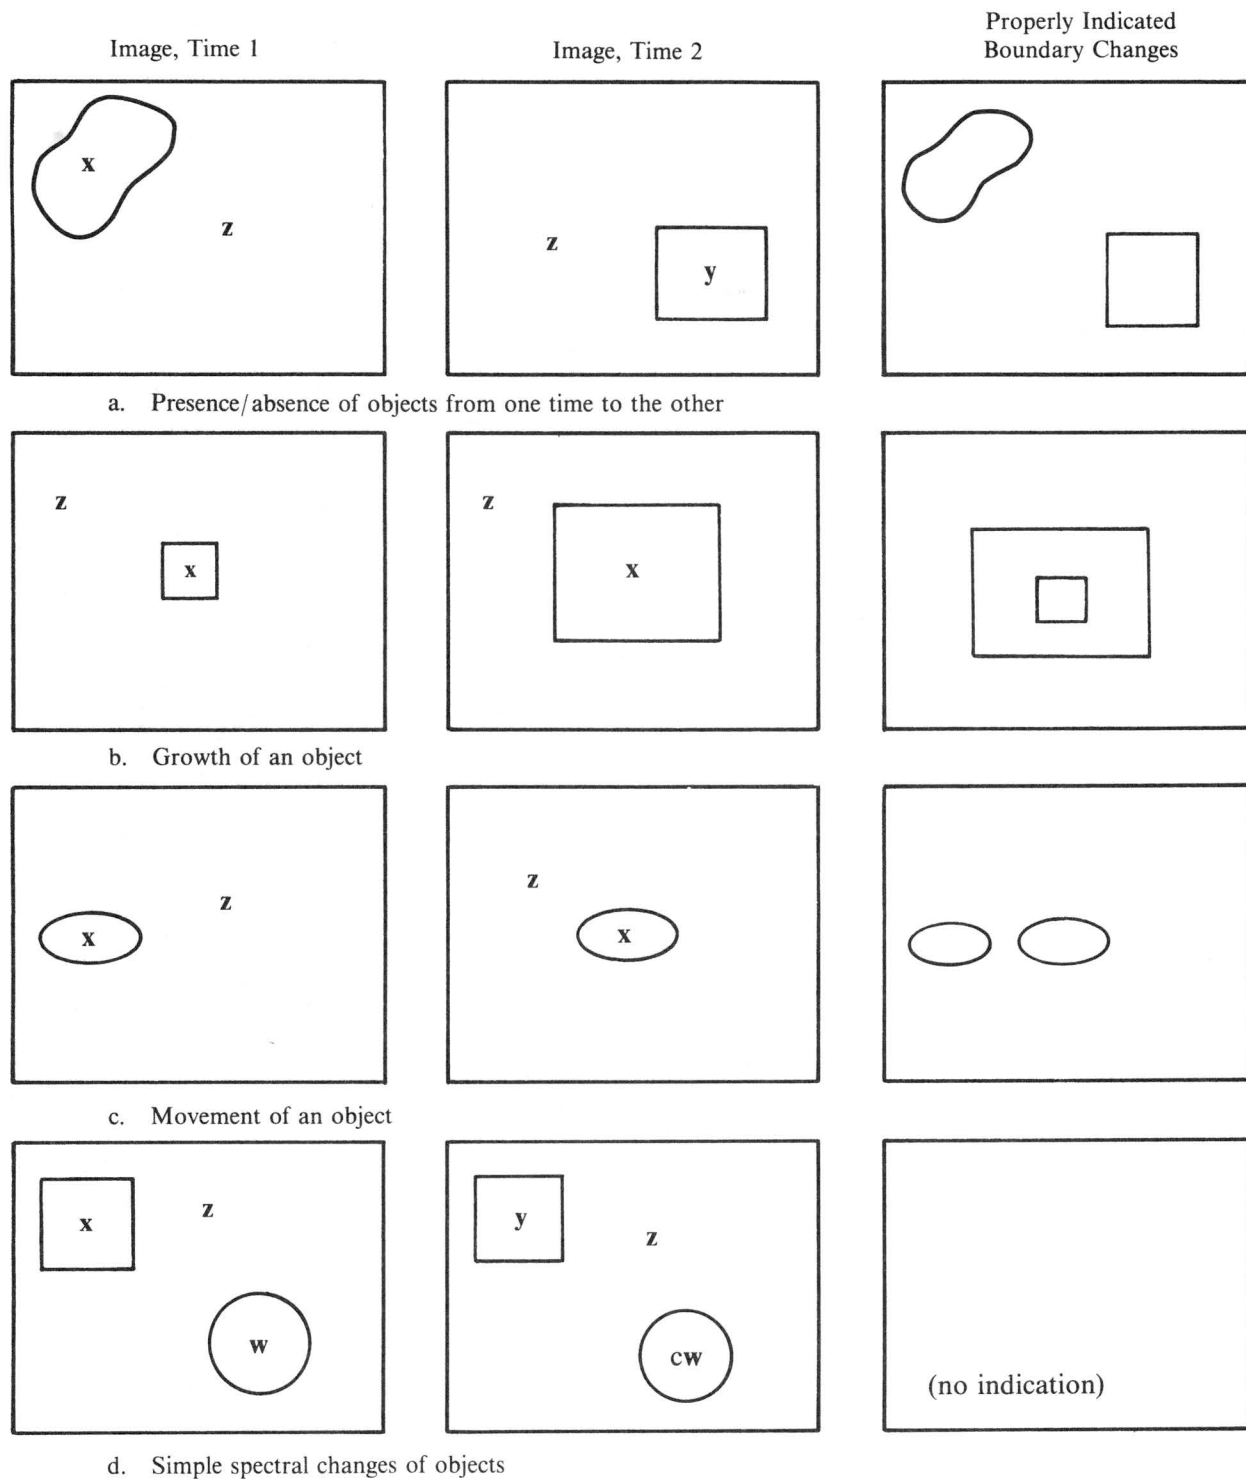 Image, Time 1
Image, Time 2
Properly Indicated
Boundary Changes
x
z
z
y
a. Presence/absence of objects from one time to the other
z
x
z
x
b. Growth of an object
x
z
z
x
c. Movement of an object
x
z
w
y
z
cw
(no indication)
d. Simple spectral changes of objects